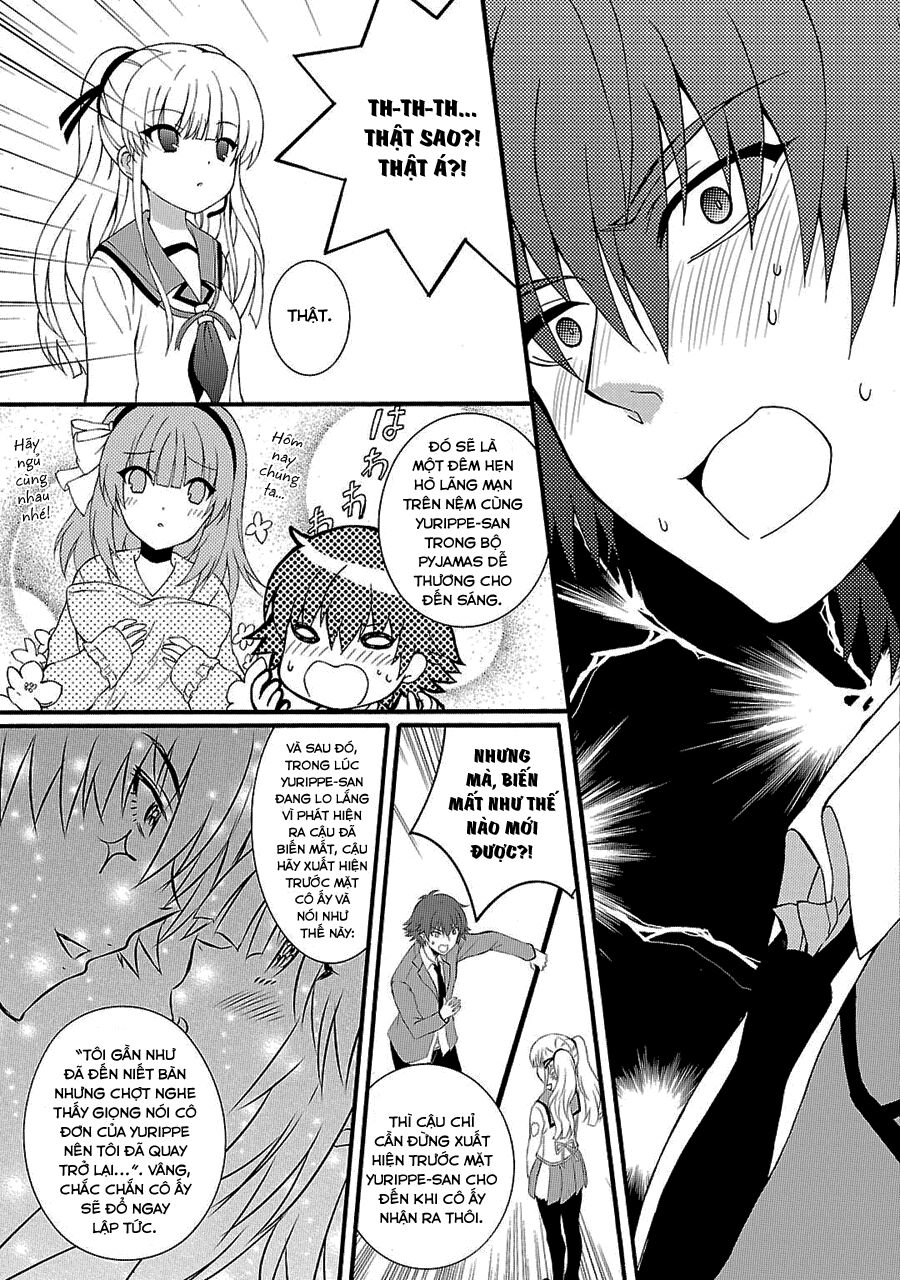 TH-TH-TH...
THẬT SAO?!
THẬT Á?!
THẬT.
ĐÓ SẼ LÀ
MỘT ĐÊM HẸN
HÒ LÃNG MẠN
TRÊN NỆM CÙNG
YURIPPE-SAN
TRONG BỘ
PYJAMAS DỄ
THƯƠNG CHO
ĐẾN SÁNG.
はわわわわ
Hôm
nay
chúng
ta...
Hãy
ngủ
cùng
nhau
nhé!
NHƯNG
MÀ, BIẾN
MẤT NHƯ THẾ
NÀO MỚI
ĐƯỢC?!
THÌ CẬU CHỈ
CẦN ĐỪNG XUẤT
HIỆN TRƯỚC MẶT
YURIPPE-SAN CHO
ĐẾN KHI CÔ ẤY
NHẬN RA THÔI.
VÀ SAU ĐÓ,
TRONG LÚC
YURIPPE-SAN
ĐANG LO LẮNG
VÌ PHÁT HIỆN
RA CẬU ĐÃ
BIẾN MẤT, CẬU
HÃY XUẤT HIỆN
TRƯỚC MẶT
CÔ ẤY VÀ
NÓI NHƯ
THẾ NÀY:
"TÔI GẦN NHƯ
ĐÃ ĐẾN NIẾT BÀN
NHƯNG CHỢT NGHE
THẤY GIỌNG NÓI CÔ
ĐƠN CỦA YURIPPE
NÊN TÔI ĐÃ QUAY
TRỞ LẠI...". VÂNG,
CHẮC CHẮN CÔ ẤY
SẼ ĐỔ NGAY
LẬP TỨC.